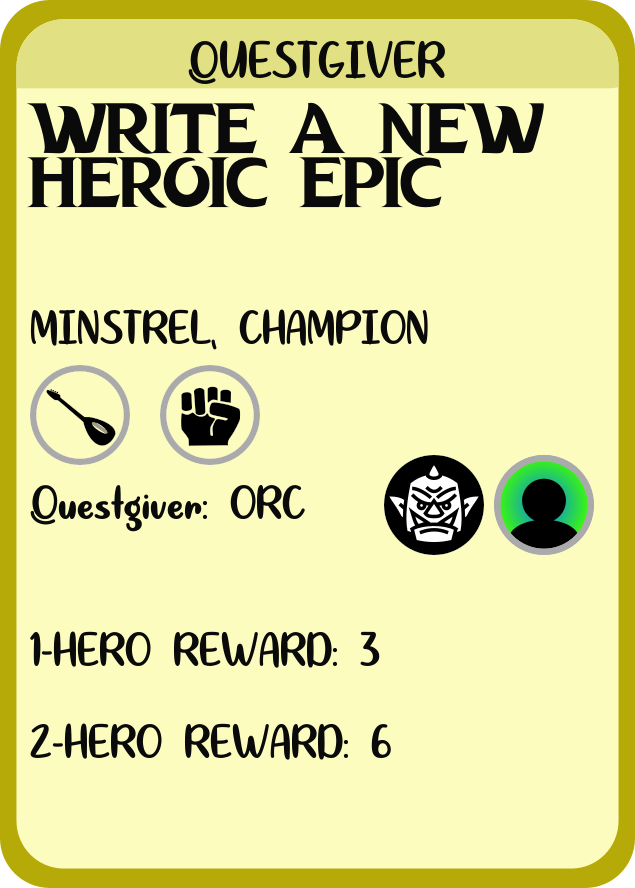 QUESTGIVER
WRITE A NEW
HEROIC EPIC
MINSTREL, CHAMPION
Questgiver: ORC
1-HERO REWARD: 3
2-HERO REWARD: 6